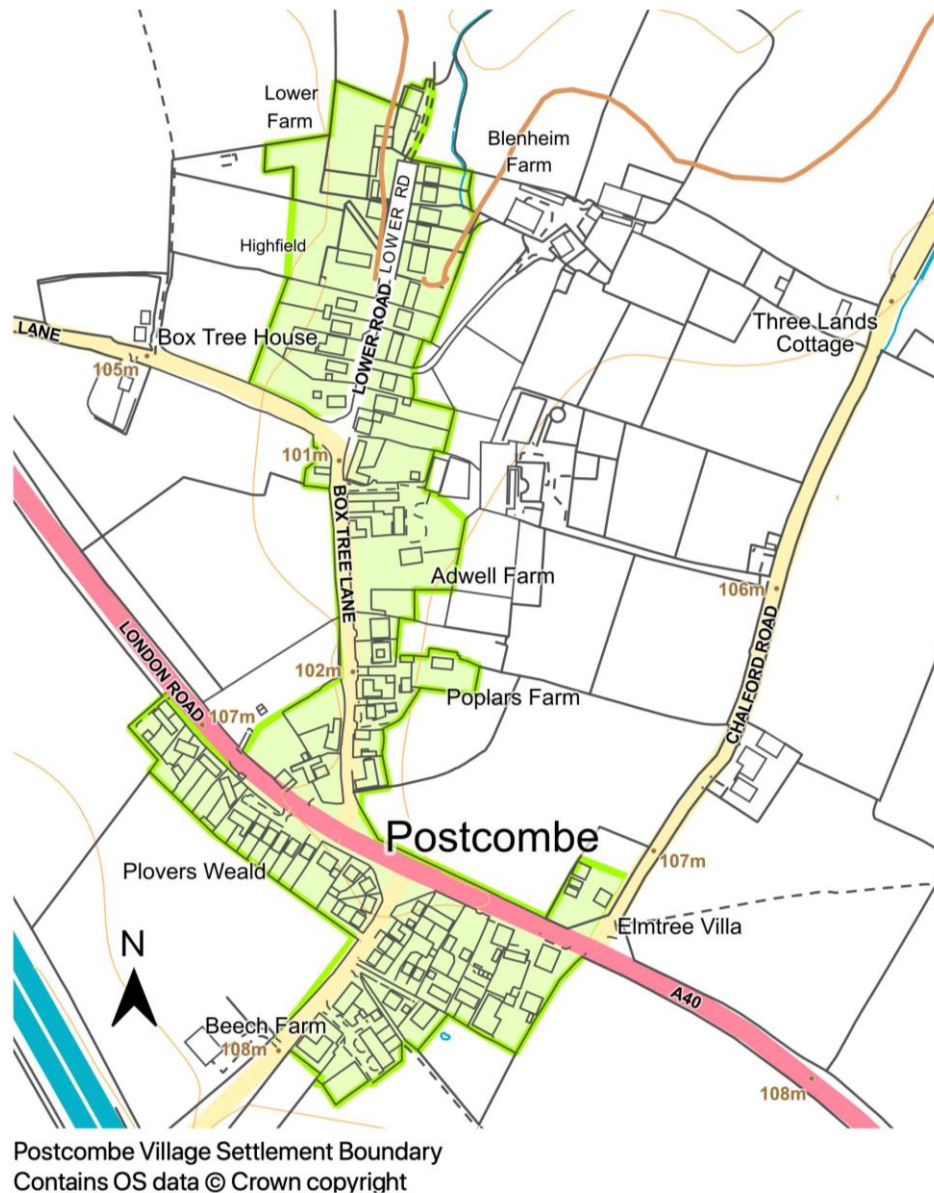 Lower
Farm
Blenheim
Farm
LOWER RD
Highfield
LANE
Box Tree House
LOWER ROAD
Three Lands
Cottage
105m
101m
BOX TREE LANE
Adwell Farm
106m
LONDON ROAD
102m
Poplars Farm
107m
CHALFORD ROAD
Postcombe
107m
Plovers Weald
Elmtree Villa
N
A40
Beech Farm
108m
108m
Postcombe Village Settlement Boundary
Contains OS data © Crown copyright